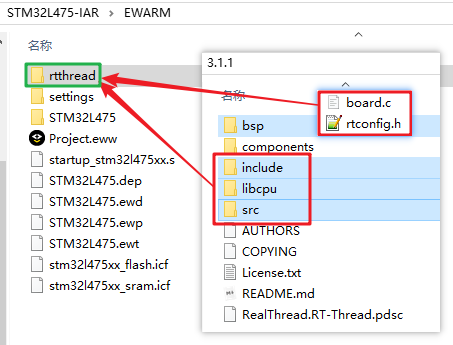 STM32L475-IAR > EWARM
名称
rtthread
settings
STM32L475
Project.eww
startup_stm32l475xx.s
STM32L475.dep
STM32L475.ewd
STM32L475.ewp
STM32L475.ewt
stm32l475xx_flash.icf
stm32l475xx_sram.icf
3.1.1
名称
board.c
rtconfig.h
bsp
components
include
libcpu
src
AUTHORS
COPYING
License.txt
README.md
RealThread.RT-Thread.pdsc